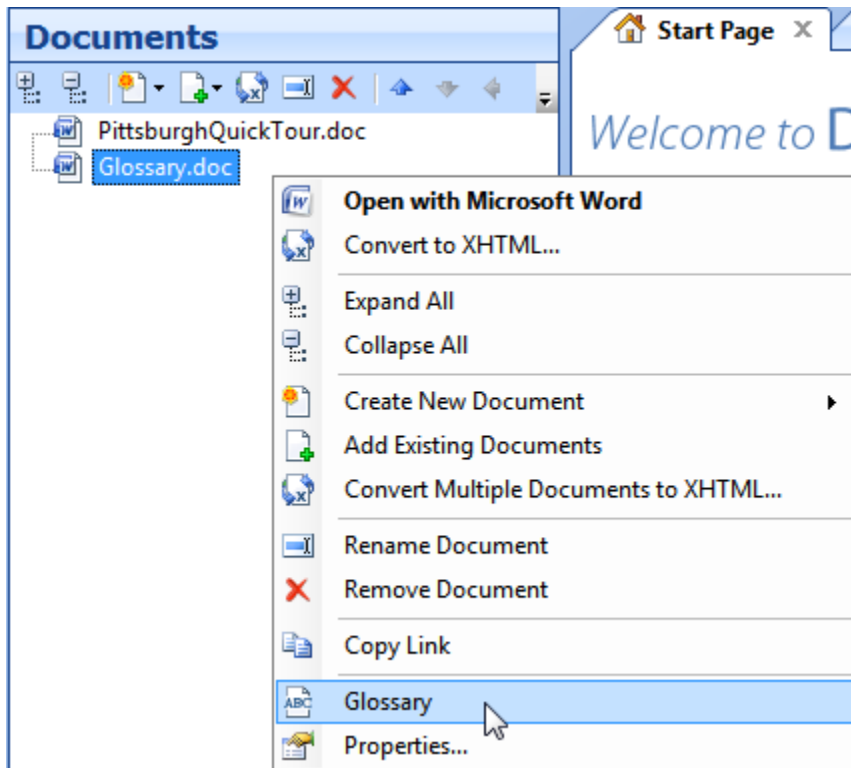 Documents
Start Page
PittsburghQuickTour.doc
Glossary.doc
Welcome to D
Open with Microsoft Word
Convert to XHTML...
Expand All
Collapse All
Create New Document
Add Existing Documents
Convert Multiple Documents to XHTML...
Rename Document
Remove Document
Copy Link
ABC Glossary
Properties...